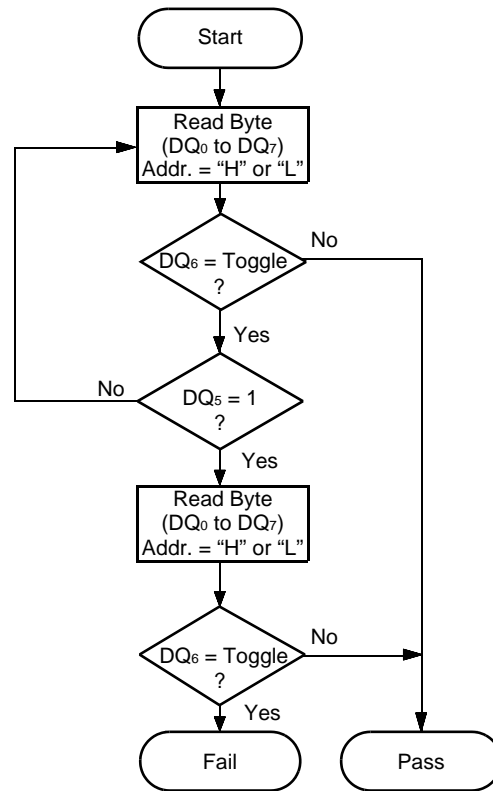 Start
Read Byte
(DQ0 to DQ7)
Addr. = “H” or “L”
No
DQ6 = Toggle
?
Yes
No
DQ5 = 1
?
Yes
Read Byte
(DQ0 to DQ7)
Addr. = “H” or “L”
No
DQ6 = Toggle
?
Yes
Fail
Pass